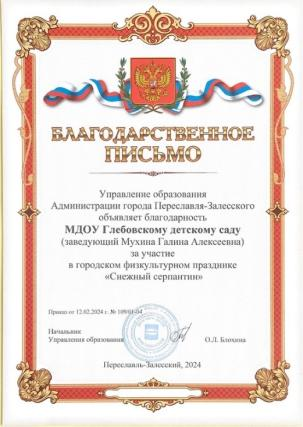 БЛАГОДАРСТВЕННОЕ
ПИСЬМО
Управление образования
Администрации города Переславля-Залесского
объявляет благодарность
МДОУ Глебовскому детскому саду
(заведующий Мухина Галина Алексеевна)
за участие
в городском физкультурном празднике
«Снежный серпантин»
Приказ от 12.02.2024 г. № 109/01-04
Начальник
Управления образования О.Л. Блохина
Переславль-Залесский, 2024